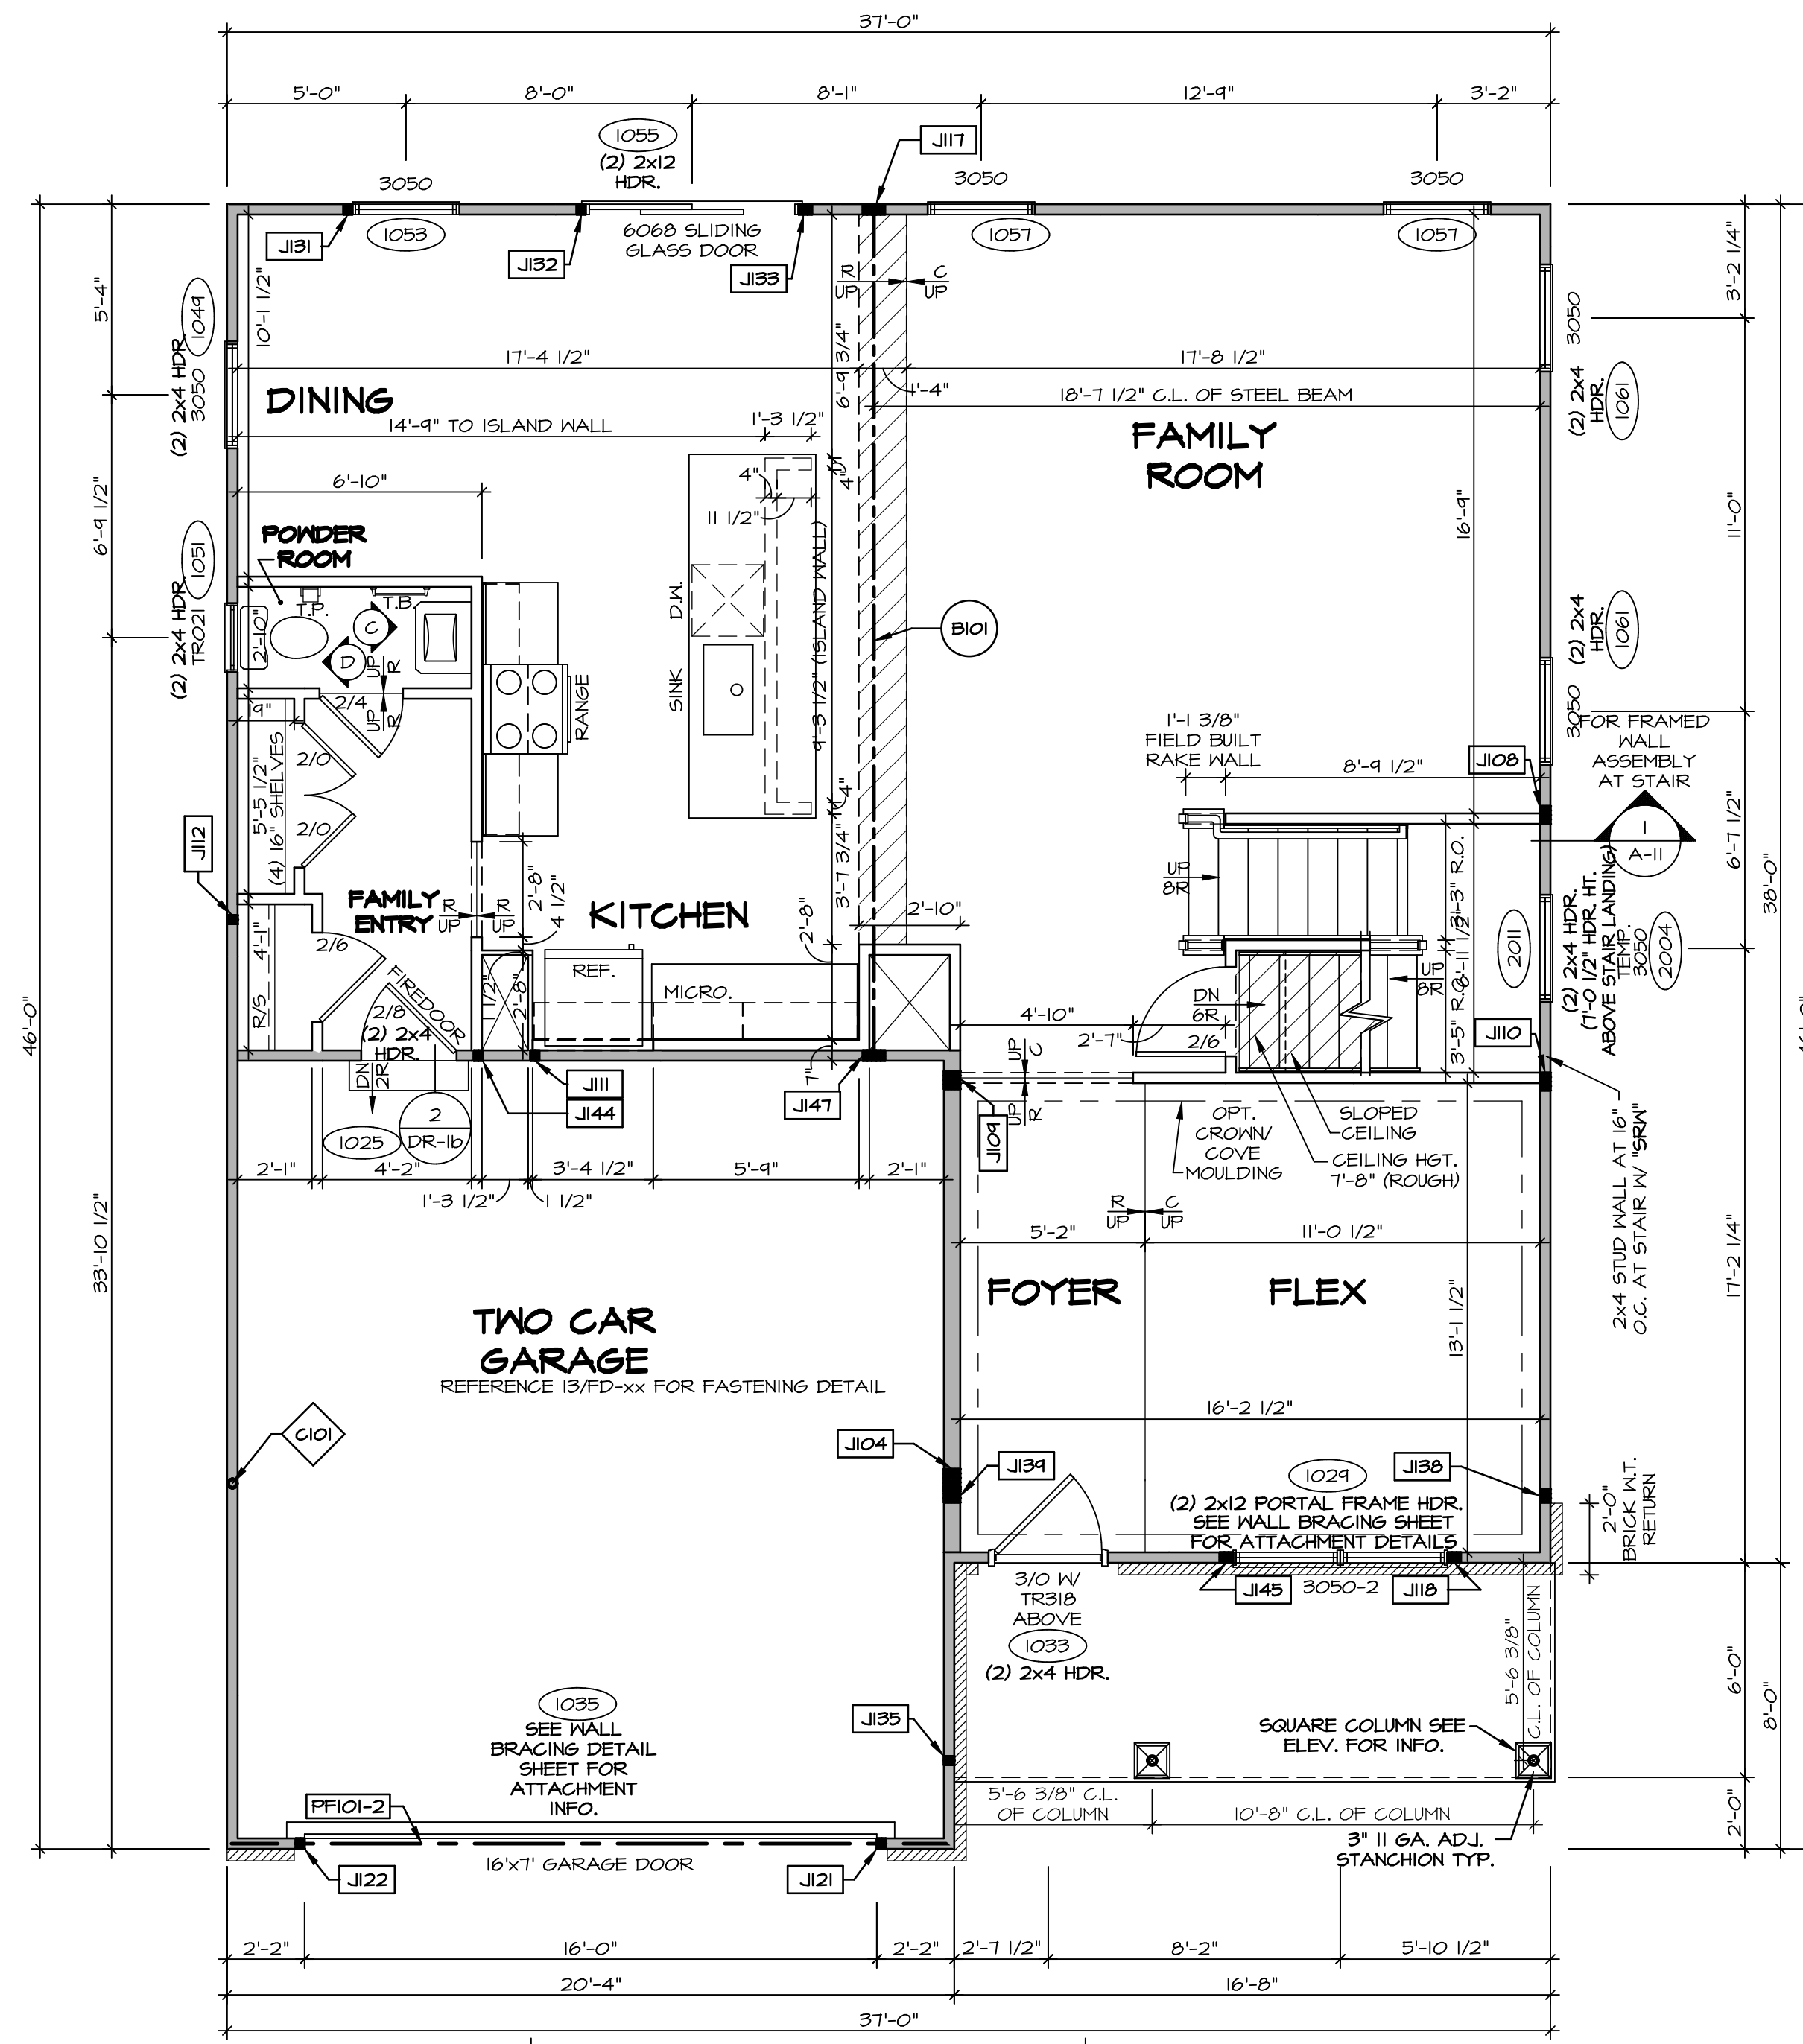 37'-0"
5'-0"
8'-0"
8'-1"
12'-9"
3'-2"
1055
(2) 2x12
HDR.
J117
3050
3050
3050
J131
1053
J132
6068 SLIDING
GLASS DOOR
J133
1057
1057
R
UP
C
UP
5'-4"
1049
(2) 2x4 HDR.
3050
10'-1 1/2"
6'-9 3/4"
17'-4 1/2"
17'-8 1/2"
1'-4"
18'-7 1/2" C.L. OF STEEL BEAM
DINING
14'-9" TO ISLAND WALL
1'-3 1/2"
FAMILY
ROOM
3'-2 1/4"
3050
(2) 2x4
HDR.
1061
6'-10"
4"
4"
11 1/2"
16'-9"
11'-0"
6'-9 1/2"
1051
(2) 2x4 HDR.
TR021
POWDER
ROOM
T.P.
T.B.
2'-10"
C
D
UP
R
UP
R
2/4
D.W.
SINK
RANGE
9'-3 1/2" (ISLAND WALL)
B101
(2) 2x4
HDR.
1061
3050
19"
2/0
2/0
5'-5 1/2"
(4) 16" SHELVES
1'-1 3/8"
FIELD BUILT
RAKE WALL
8'-9 1/2"
J108
FOR FRAMED
WALL
ASSEMBLY
AT STAIR
1
A-11
6'-7 1/2"
38'-0"
J112
4"
3'-7 3/4"
2'-8"
4 1/2"
FAMILY
ENTRY
R
UP
R
UP
KITCHEN
2'-8"
2'-10"
UP
8R
3'-3" R.O.
6'-11 1/2"
2011
(2) 2x4 HDR.
(7'-0 1/2" HDR. HT.
ABOVE STAIR LANDING)
TEMP.
3050
2004
4'-1"
R/S
2/6
FIREDOOR
2/8
(2) 2x4
HDR.
1 1/2"
2'-8"
REF.
MICRO.
UP
8R
DN
6R
4'-10"
2'-7"
2/6
3'-5" R.O.
J110
46'-0"
DN
2R
J111
J144
7"
J147
UP
C
UP
R
J109
1025
2
DR-1b
OPT.
CROWN/
COVE
MOULDING
SLOPED
CEILING
CEILING HGT.
7'-8" (ROUGH)
2x4 STUD WALL AT 16"
O.C. AT STAIR W/ "SRW"
2'-1"
4'-2"
3'-4 1/2"
5'-9"
2'-1"
1'-3 1/2"
1 1/2"
R
UP
C
UP
5'-2"
11'-0 1/2"
33'-10 1/2"
17'-2 1/4"
FOYER
FLEX
13'-1 1/2"
TWO CAR
GARAGE
REFERENCE 13/FD-xx FOR FASTENING DETAIL
16'-2 1/2"
C101
J104
J139
1029
J138
(2) 2x12 PORTAL FRAME HDR.
SEE WALL BRACING SHEET
FOR ATTACHMENT DETAILS
2'-0"
BRICK W.T.
RETURN
3/0 W/
TR318
ABOVE
1033
(2) 2x4 HDR.
J145
3050-2
J118
5'-6 3/8"
C.L. OF COLUMN
6'-0"
8'-0"
1035
SEE WALL
BRACING DETAIL
SHEET FOR
ATTACHMENT
INFO.
J135
SQUARE COLUMN SEE
ELEV. FOR INFO.
PF101-2
5'-6 3/8" C.L.
OF COLUMN
10'-8" C.L. OF COLUMN
2'-0"
3" 11 GA. ADJ.
STANCHION TYP.
16'x7' GARAGE DOOR
J122
J121
2'-2"
16'-0"
2'-2"
2'-7 1/2"
8'-2"
5'-10 1/2"
20'-4"
16'-8"
37'-0"